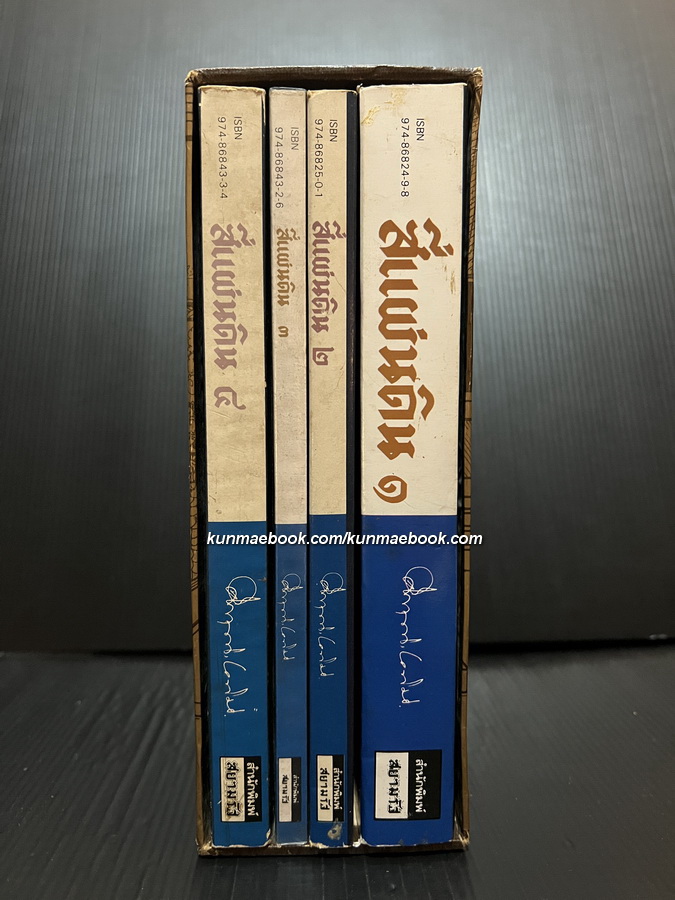 ISBN
974-86843-3-4
สี่แผ่นดิน ๔
สำนักพิมพ์
สยามรัฐ
ISBN
974-86843-2-6
สี่แผ่นดิน ๓
สำนักพิมพ์
สยามรัฐ
ISBN
974-86825-0-1
สี่แผ่นดิน ๒
สำนักพิมพ์
สยามรัฐ
ISBN
974-86824-9-8
สี่แผ่นดิน ๑
สำนักพิมพ์
สยามรัฐ
kunmaebook.com/kunmaebook.com